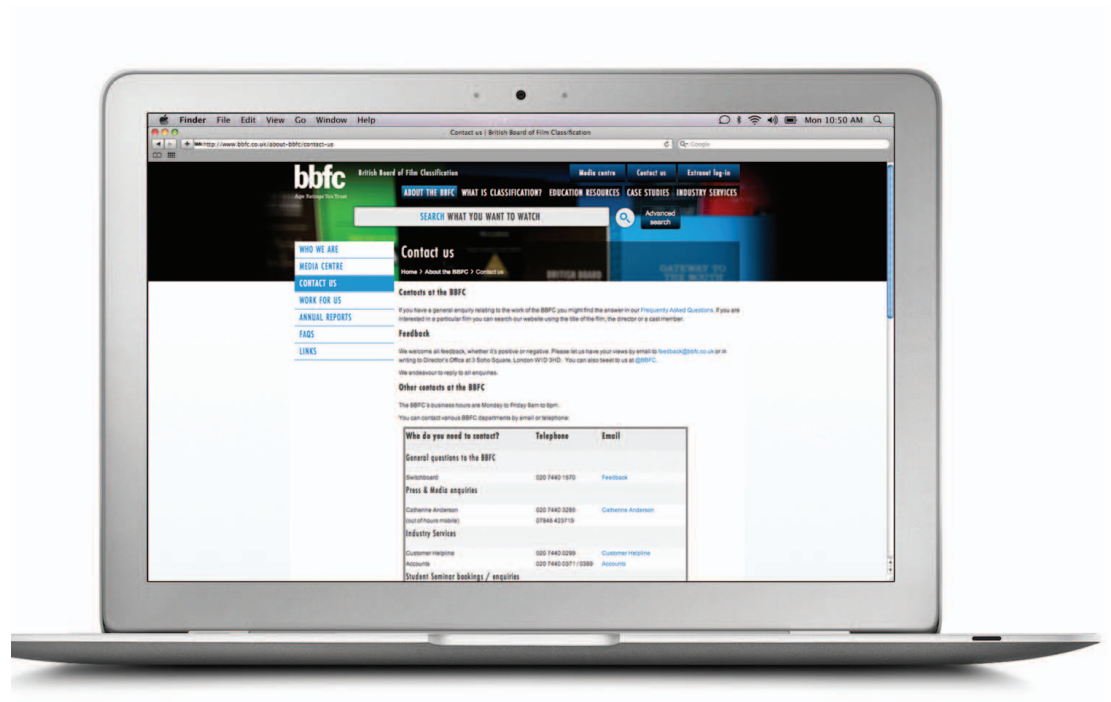 Finder File Edit View Go Window Help Mon 10:50 AM
Contact us | British Board of Film Classification
http://www.bbfc.co.uk/about-bbfc/contact-us Google
bbfc British Board of Film Classification Media centre Contact us Extranet log-in
Age Ratings You Trust
ABOUT THE BBFC WHAT IS CLASSIFICATION? EDUCATION RESOURCES CASE STUDIES INDUSTRY SERVICES
SEARCH WHAT YOU WANT TO WATCH Advanced search
WHO WE ARE
MEDIA CENTRE
CONTACT US
WORK FOR US
ANNUAL REPORTS
FAQS
LINKS
Contact us
Home > About the BBFC > Contact us
BRITISH BOARD
GATEWAY TO
THE SOUTH
Contacts at the BBFC
If you have a general enquiry relating to the work of the BBFC you might find the answer in our Frequently Asked Questions. If you are
interested in a particular film you can search our website using the title of the film, the director or a cast member.
Feedback
We welcome all feedback, whether it's positive or negative. Please let us have your views by email to feedback@bbfc.co.uk or in
writing to Director's Office at 3 Soho Square, London W1D 3HD. You can also tweet to us at @BBFC.
We endeavour to reply to all enquiries.
Other contacts at the BBFC
The BBFC's business hours are Monday to Friday 9am to 6pm.
You can contact various BBFC departments by email or telephone:
Who do you need to contact? Telephone Email
General questions to the BBFC
Switchboard 020 7440 1570 Feedback
Press & Media enquiries
Catherine Anderson 020 7440 3285 Catherine Anderson
(out of hours mobile) 07946 423719
Industry Services
Customer Helpline 020 7440 0299 Customer Helpline
Accounts 020 7440 0371 / 0389 Accounts
Student Seminar bookings / enquiries